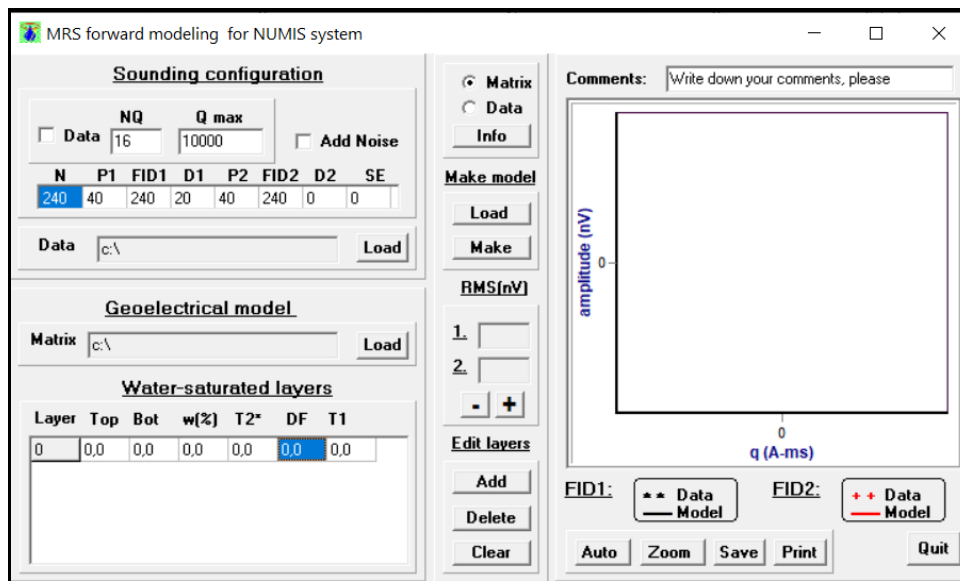 MRS forward modeling for NUMIS system
Sounding configuration
NQ Q max
Data 16 10000 Add Noise
N P1 FID1 D1 P2 FID2 D2 SE
240 40 240 20 40 240 0 0
Data c:\ Load
Geoelectrical model
Matrix c:\ Load
Water-saturated layers
Layer Top Bot w(%) T2* DF T1
0 0,0 0,0 0,0 0,0 0,0 0,0
Matrix
Data
Info
Make model
Load
Make
RMS(nV)
1.
2.
- +
Edit layers
Add
Delete
Clear
Comments: Write down your comments, please
amplitude (nV)
0
0
q (A-ms)
FID1: ** Data
Model
FID2: ++ Data
Model
Auto Zoom Save Print Quit